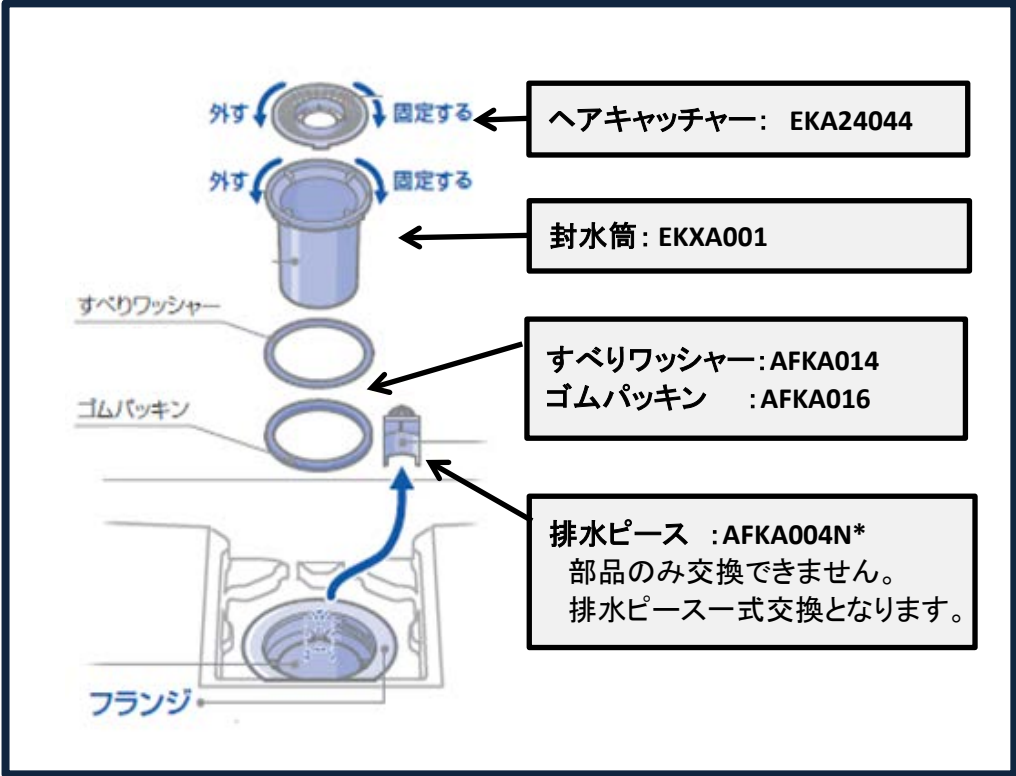 外す
固定する
ヘアキャッチャー： EKA24044
外す
固定する
封水筒：EKXA001
すべりワッシャー
すべりワッシャー：AFKA014
ゴムパッキン ：AFKA016
ゴムパッキン
排水ピース ：AFKA004N*
部品のみ交換できません。
排水ピース一式交換となります。
フランジ